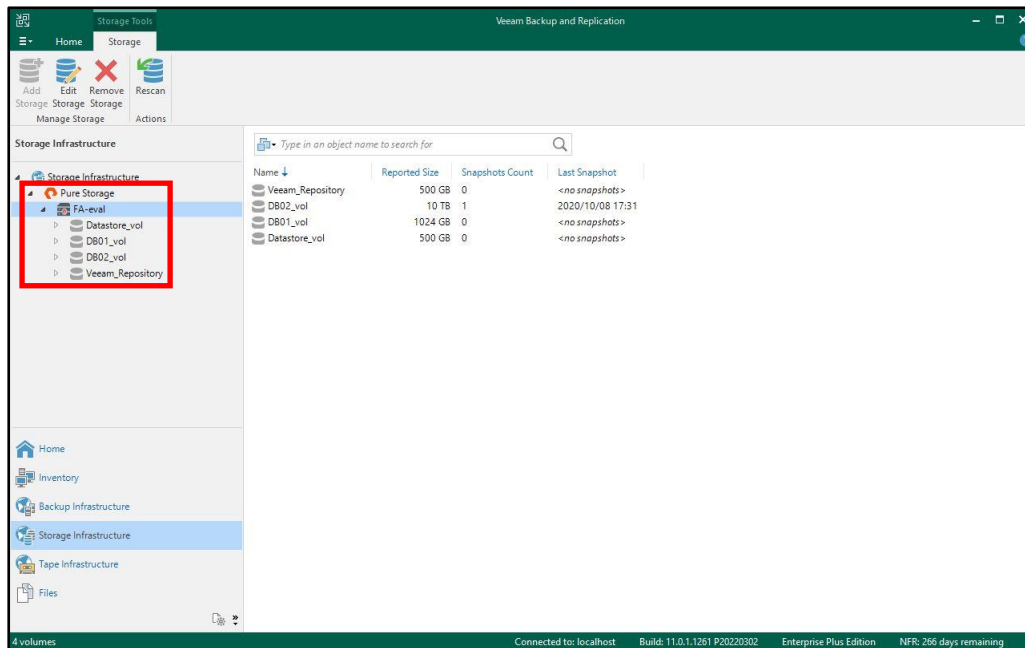 Storage Tools
Veeam Backup and Replication
Home Storage
Add Storage
Edit Storage
Remove Storage
Rescan
Manage Storage Actions
Storage Infrastructure
Type in an object name to search for
Storage Infrastructure
Pure Storage
FA-eval
Datastore_vol
DB01_vol
DB02_vol
Veeam_Repository
Name Reported Size Snapshots Count Last Snapshot
Veeam_Repository 500 GB 0 <no snapshots>
DB02_vol 10 TB 1 2020/10/08 17:31
DB01_vol 1024 GB 0 <no snapshots>
Datastore_vol 500 GB 0 <no snapshots>
Home
Inventory
Backup Infrastructure
Storage Infrastructure
Tape Infrastructure
Files
4 volumes Connected to: localhost Build: 11.0.1.1261 P20220302 Enterprise Plus Edition NFR: 266 days remaining